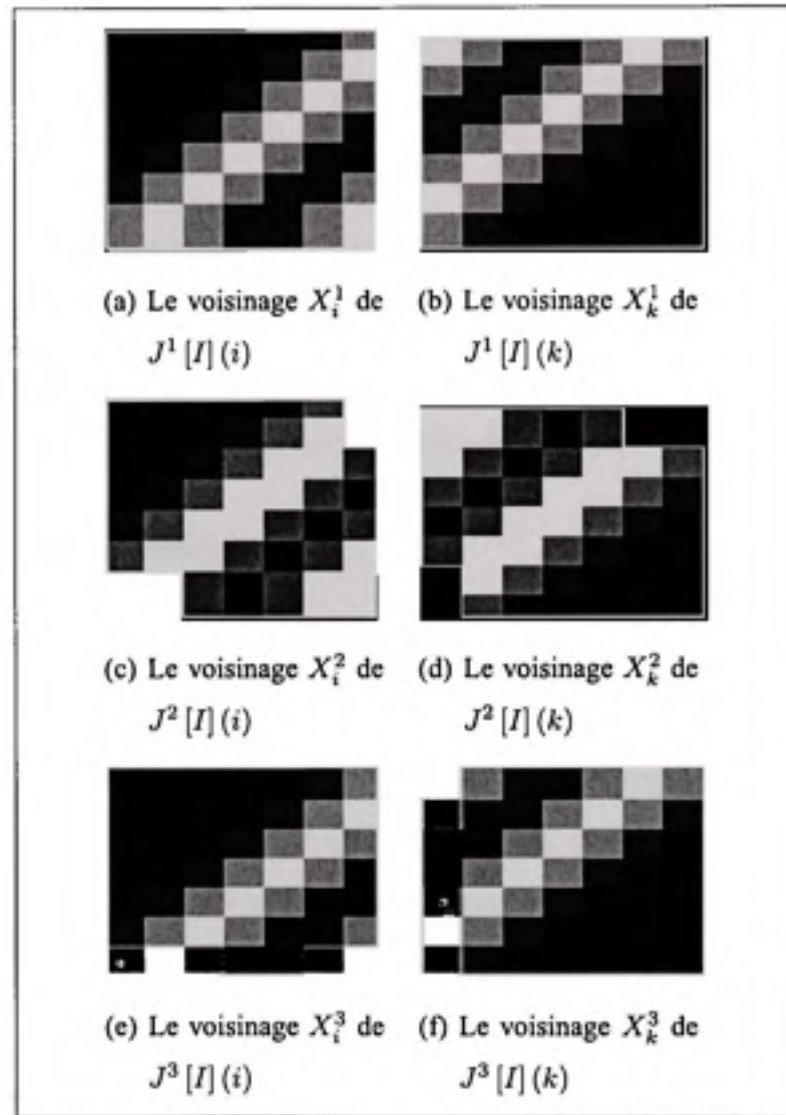 (a) Le voisinage X_i^1 de (b) Le voisinage X_k^1 de
J^1 [I] (i) J^1 [I] (k)
(c) Le voisinage X_i^2 de (d) Le voisinage X_k^2 de
J^2 [I] (i) J^2 [I] (k)
(e) Le voisinage X_i^3 de (f) Le voisinage X_k^3 de
J^3 [I] (i) J^3 [I] (k)